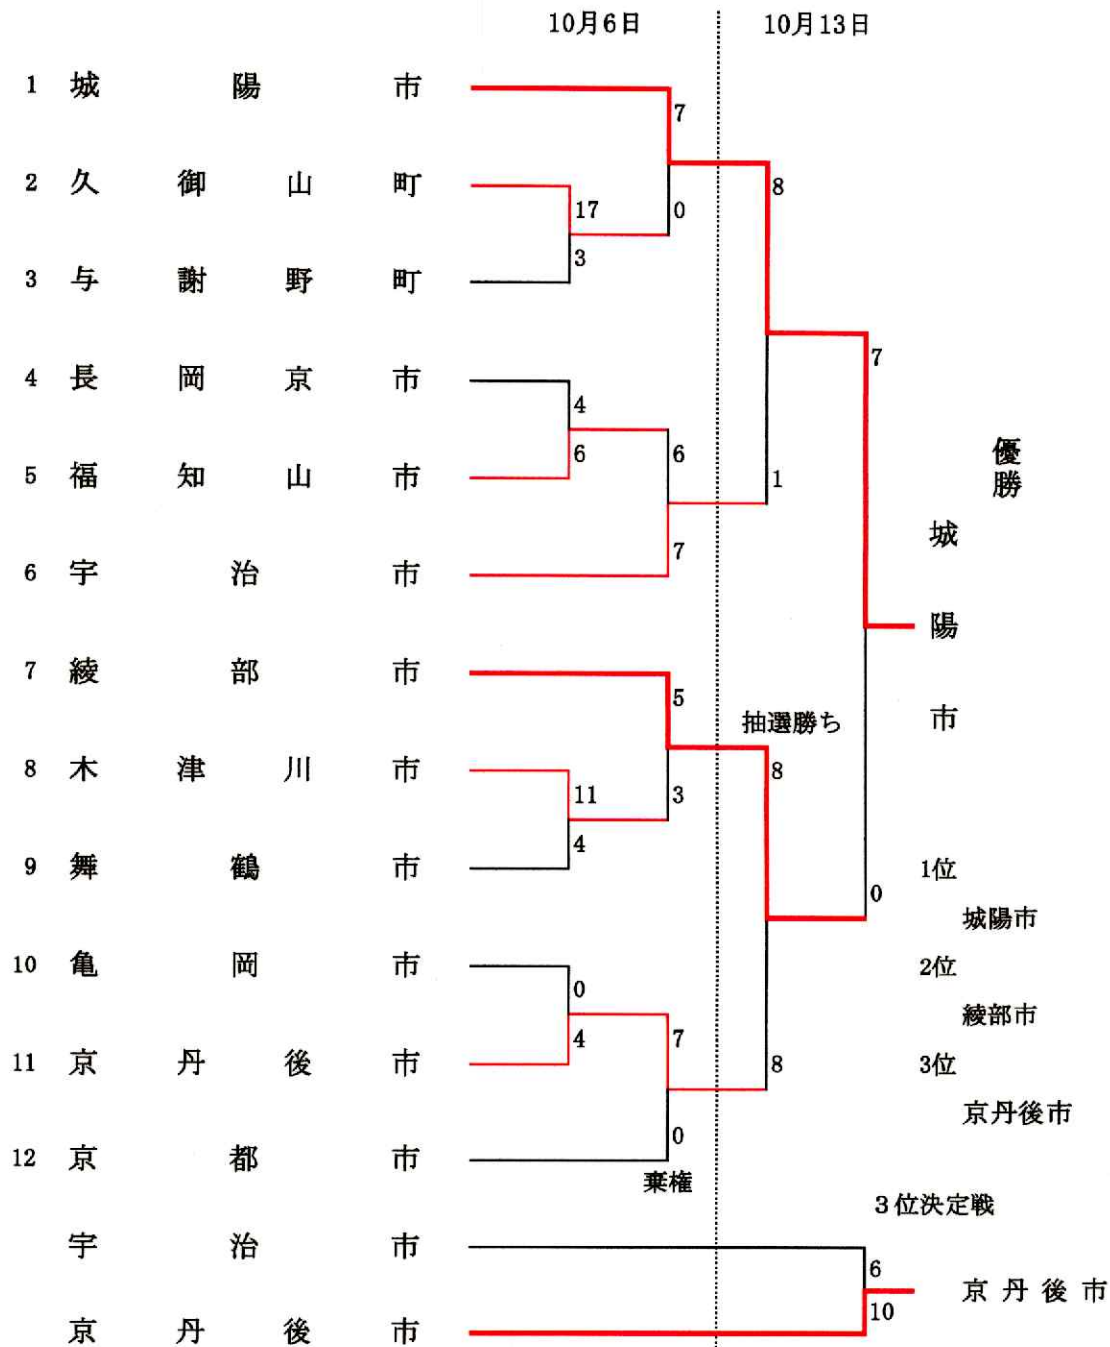 10月6日 10月13日
1 城陽市
7
2 久御山町
8
17
0
3
3 与謝野町
7
4 長岡京市
4
優勝
6
6
1
5 福知山市
城陽市
7
6 宇治市
7 綾部市
5
抽選勝ち
8
8 木津川市
11
3
4
9 舞鶴市
1位
0
城陽市
10 亀岡市
2位
0
綾部市
4
7
11 京丹後市
8
3位
京丹後市
0
12 京都市
棄権
3位決定戦
宇治市
6
京丹後市
10
京丹後市